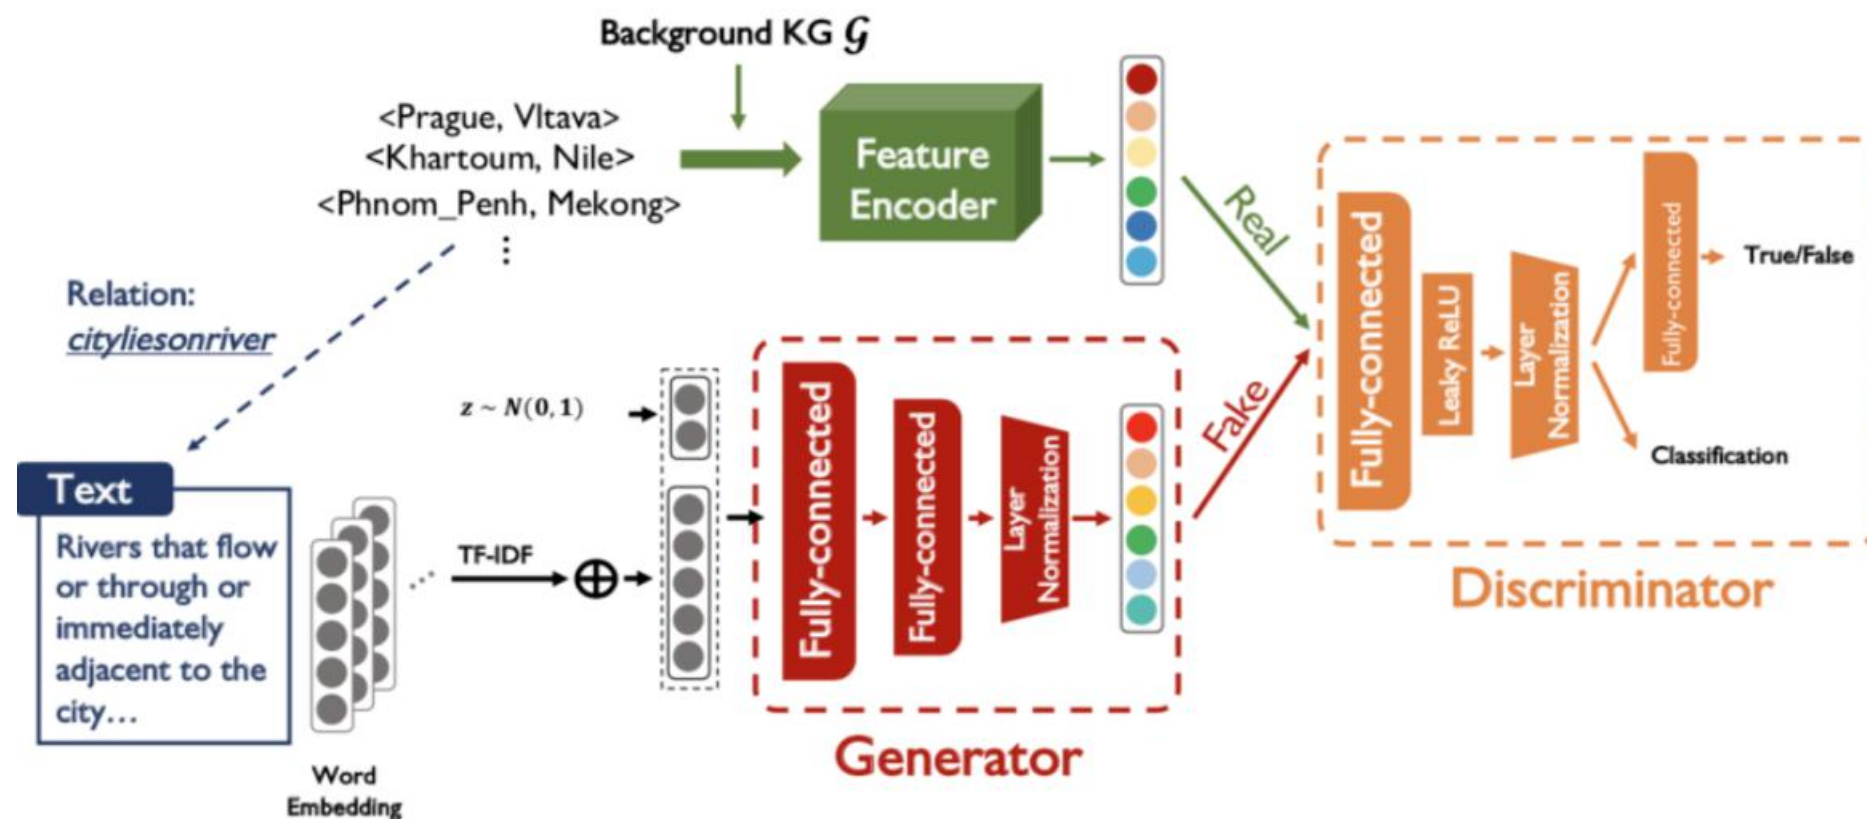 Background KG 𝓖
<Prague, Vltava>
<Khartoum, Nile>
<Phnom_Penh, Mekong>
⋮
Feature
Encoder
Real
Relation:
cityliesonriver
z ~ N(0, 1)
Text
Rivers that flow
or through or
immediately
adjacent to the
city…
Word
Embedding
TF-IDF
Fully-connected
Fully-connected
Layer
Normalization
Generator
Fake
Fully-connected
Leaky ReLU
Layer
Normalization
Fully-connected
True/False
Classification
Discriminator